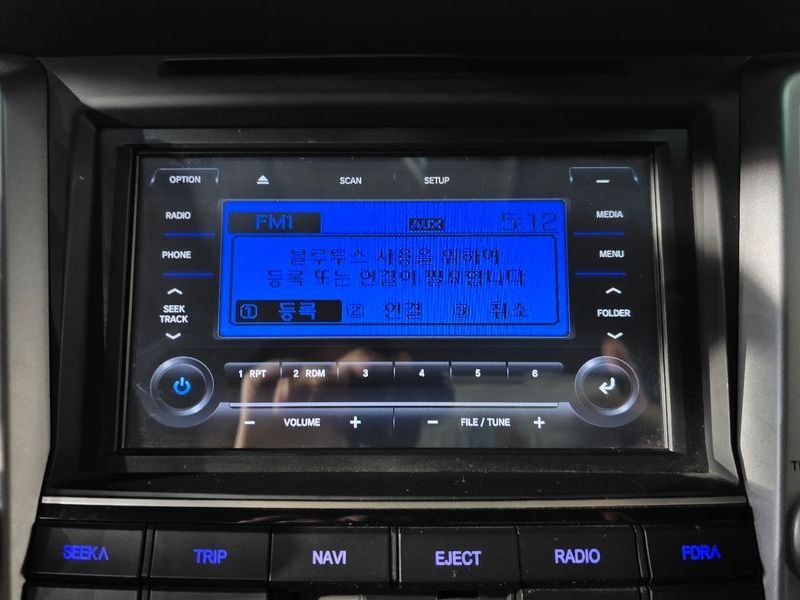 OPTION SCAN SETUP
RADIO FM1 AUX 5:12 MEDIA
PHONE 블루투스 사용을 위하여 MENU
등록 또는 연결이 필요합니다
SEEK TRACK ① 등록 ② 연결 ③ 취소 FOLDER
1 RPT 2 RDM 3 4 5 6
− VOLUME + − FILE / TUNE +
SEEK∧ TRIP NAVI EJECT RADIO FDR∧